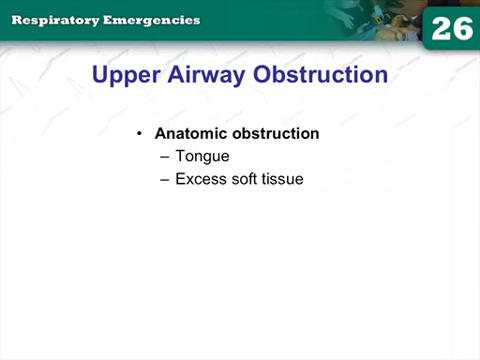 Respiratory Emergencies
26
Upper Airway Obstruction
• Anatomic obstruction
– Tongue
– Excess soft tissue